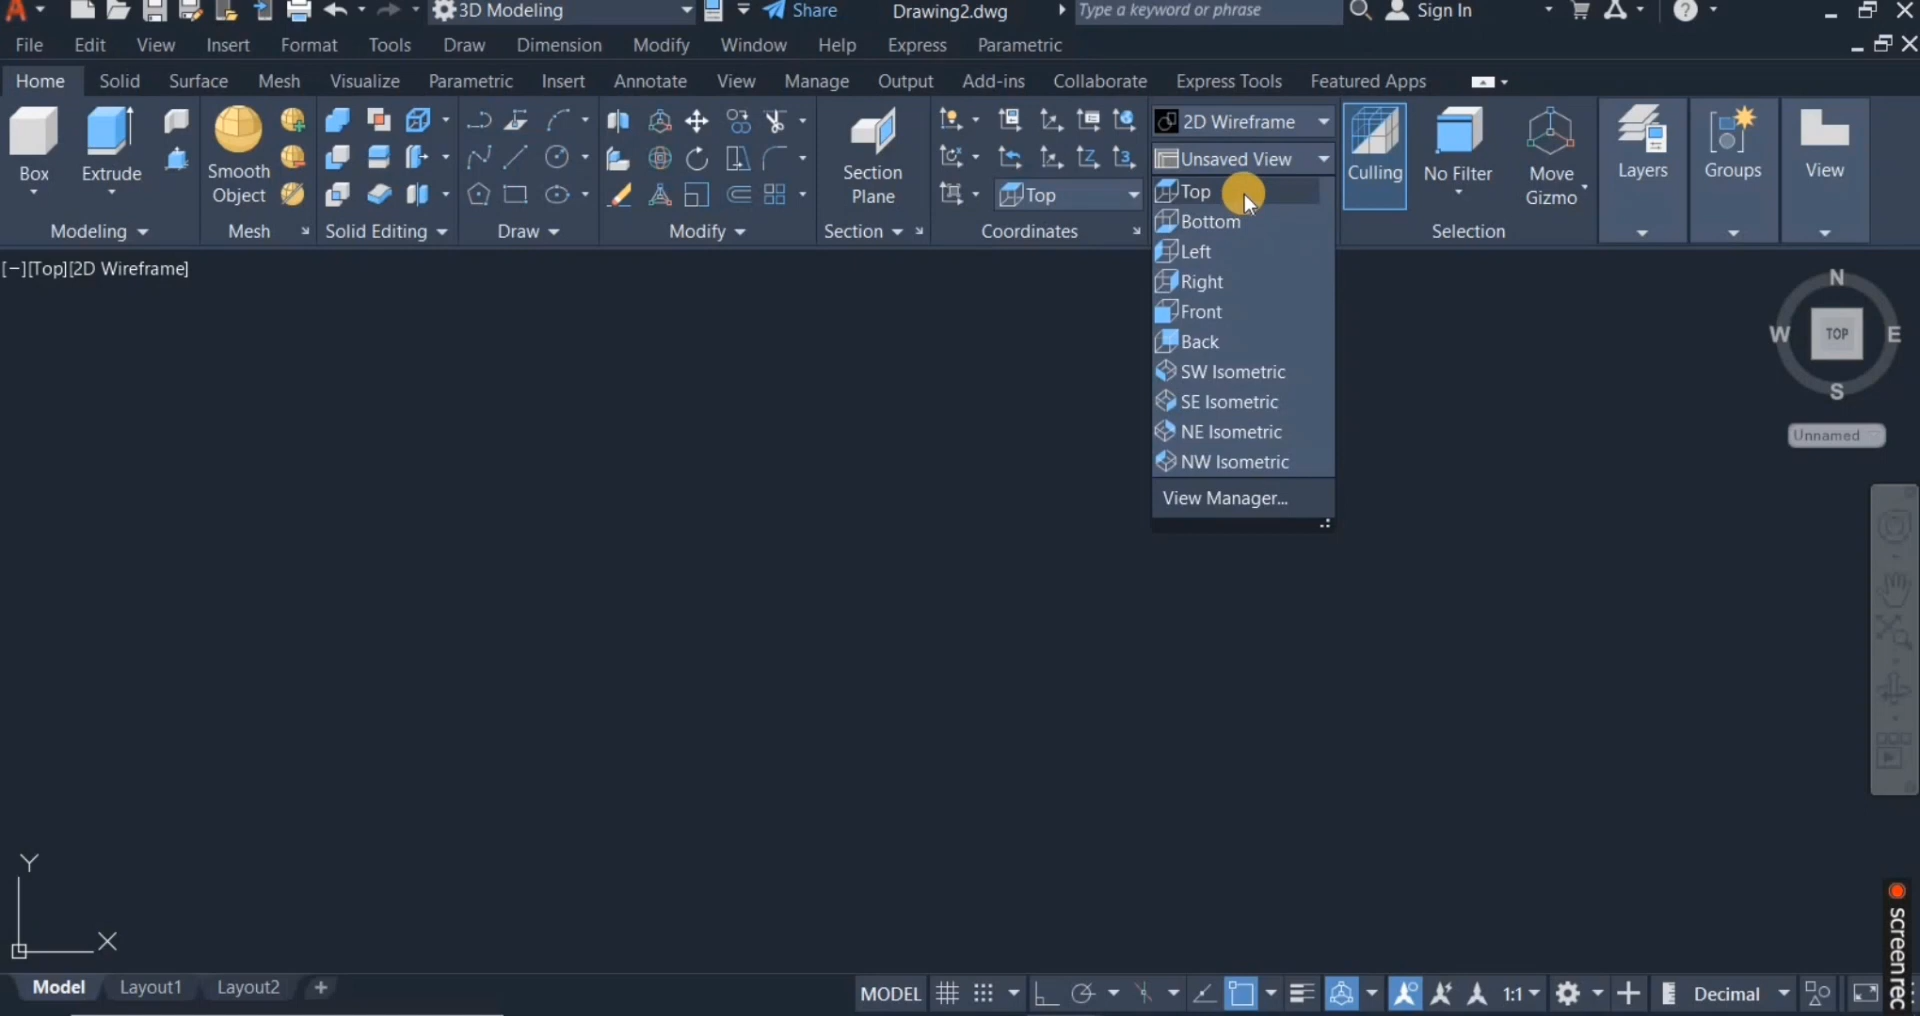 3D Modeling Share Drawing2.dwg Type a keyword or phrase Sign In
File Edit View Insert Format Tools Draw Dimension Modify Window Help Express Parametric
Home Solid Surface Mesh Visualize Parametric Insert Annotate View Manage Output Add-ins Collaborate Express Tools Featured Apps
Box
Extrude
Modeling
Smooth
Object
Mesh
Solid Editing
Draw
Modify
Section
Plane
Section
Top
Coordinates
2D Wireframe
Unsaved View
Top
Bottom
Left
Right
Front
Back
SW Isometric
SE Isometric
NE Isometric
NW Isometric
View Manager...
Culling
No Filter
Move
Gizmo
Selection
Layers
Groups
View
[−][Top][2D Wireframe]
N
W TOP E
S
Unnamed
Y
X
screenrec
Model Layout1 Layout2 +
MODEL 1:1 Decimal